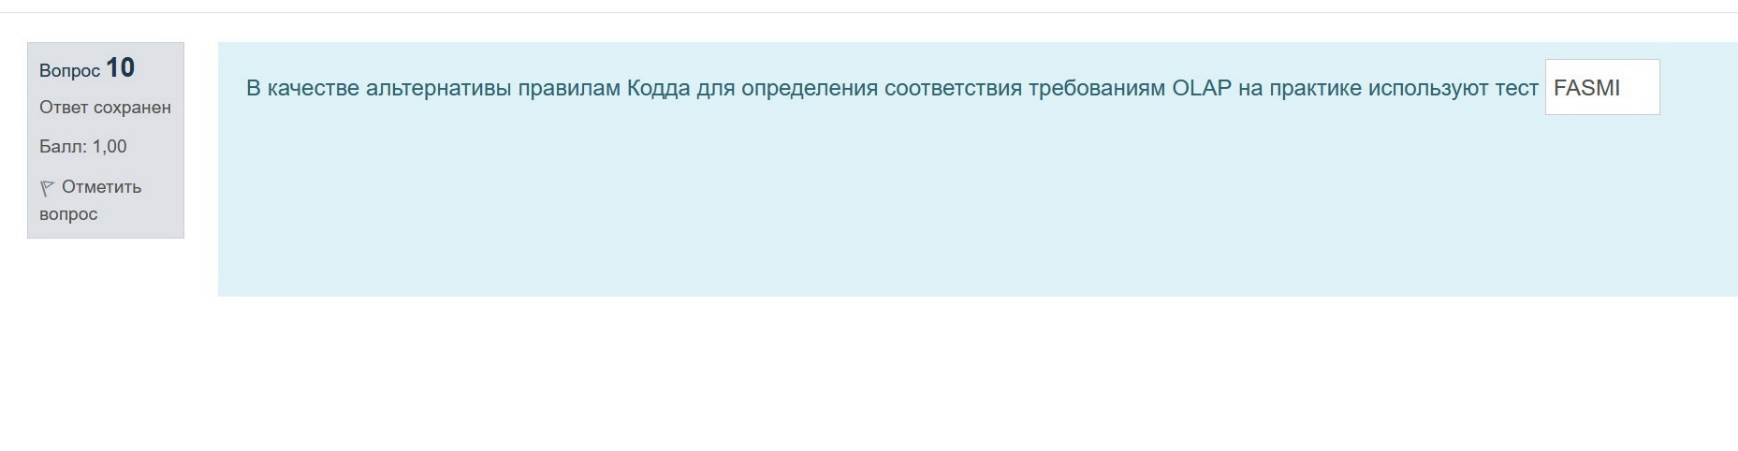 Вопрос 10
Ответ сохранен
Балл: 1,00
Отметить
вопрос
В качестве альтернативы правилам Кодда для определения соответствия требованиям OLAP на практике используют тест FASMI